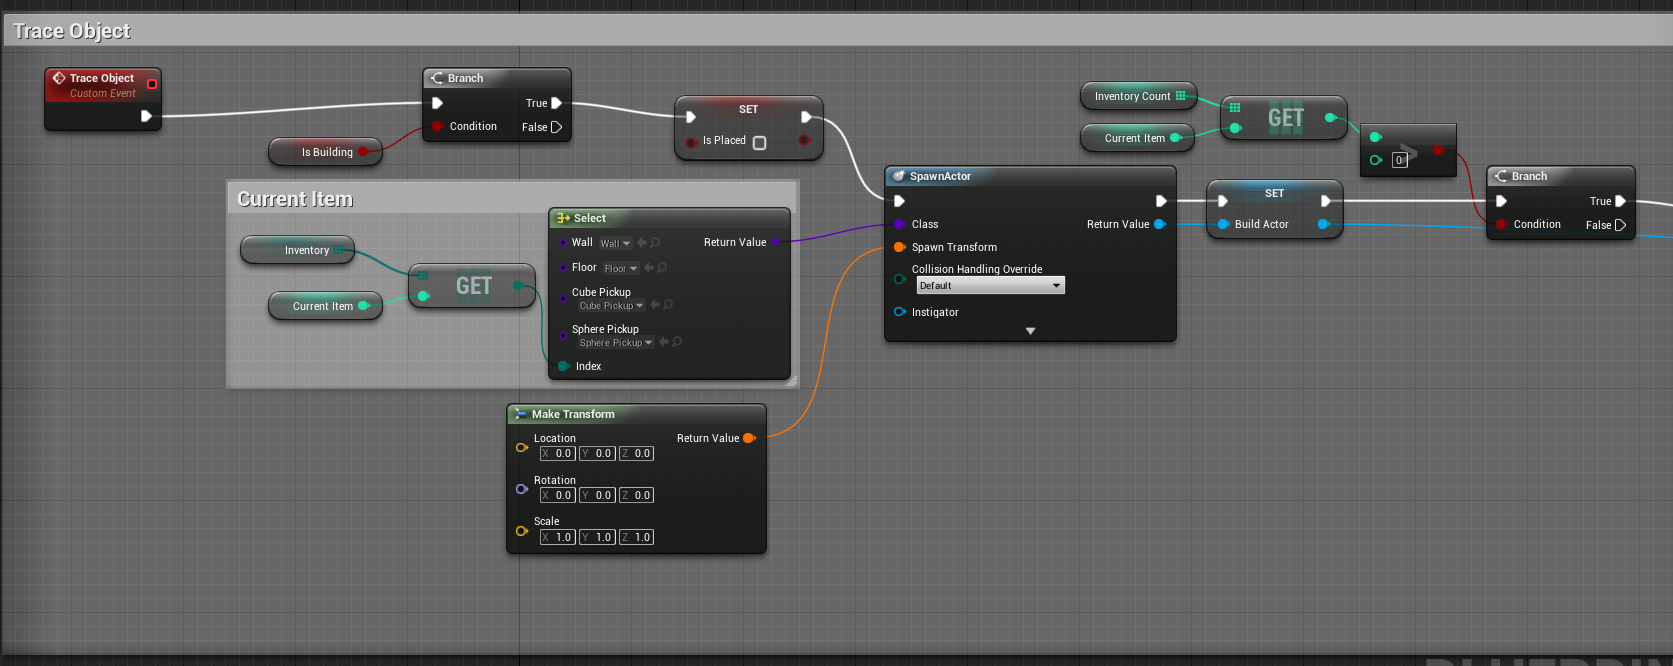 Trace Object
Trace Object
Custom Event
Branch
True
Condition
False
Is Building
SET
Is Placed
Current Item
Inventory
GET
Current Item
Select
Wall Wall
Return Value
Floor Floor
Cube Pickup
Cube Pickup
Sphere Pickup
Sphere Pickup
Index
Make Transform
Location
Return Value
X 0.0 Y 0.0 Z 0.0
Rotation
X 0.0 Y 0.0 Z 0.0
Scale
X 1.0 Y 1.0 Z 1.0
SpawnActor
Class
Return Value
Spawn Transform
Collision Handling Override
Default
Instigator
Inventory Count
Current Item
GET
>
0
SET
Build Actor
Branch
True
Condition
False